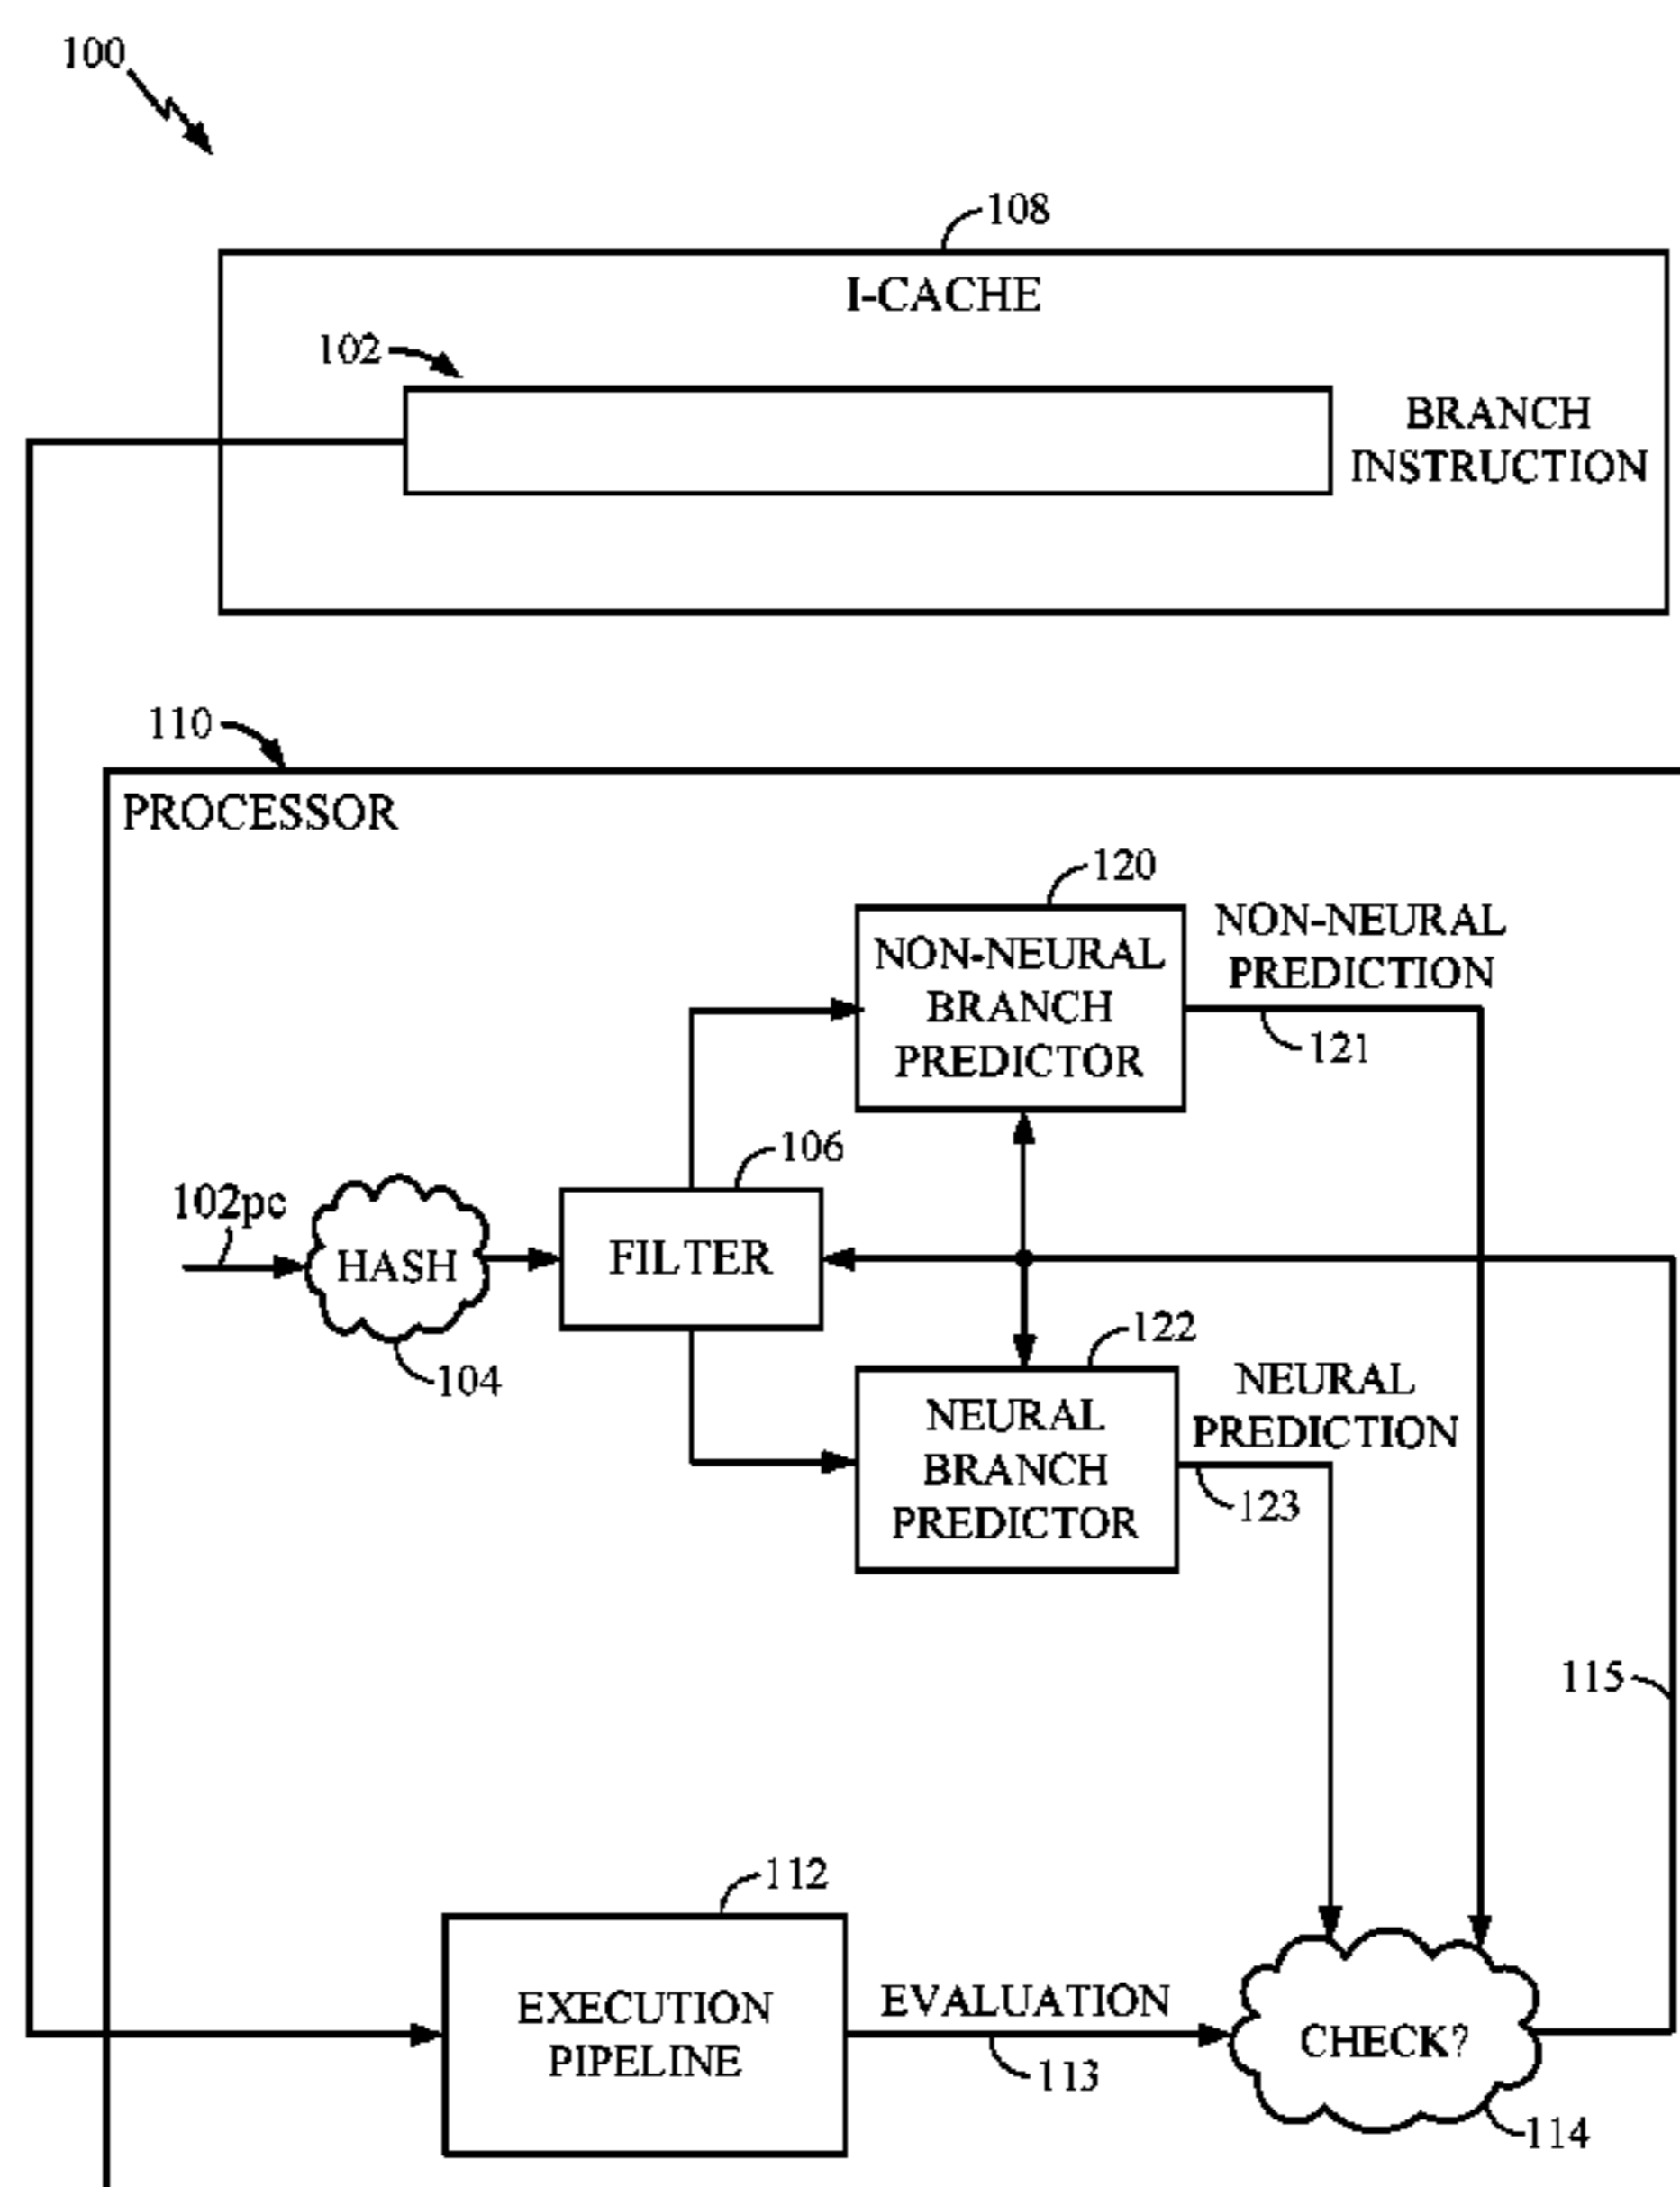 100
108
I-CACHE
102
BRANCH
INSTRUCTION
110
PROCESSOR
120
NON-NEURAL
BRANCH
PREDICTOR
NON-NEURAL
PREDICTION
121
106
102pc
HASH
FILTER
104
122
NEURAL
BRANCH
PREDICTOR
NEURAL
PREDICTION
123
115
112
EXECUTION
PIPELINE
EVALUATION
113
CHECK?
114